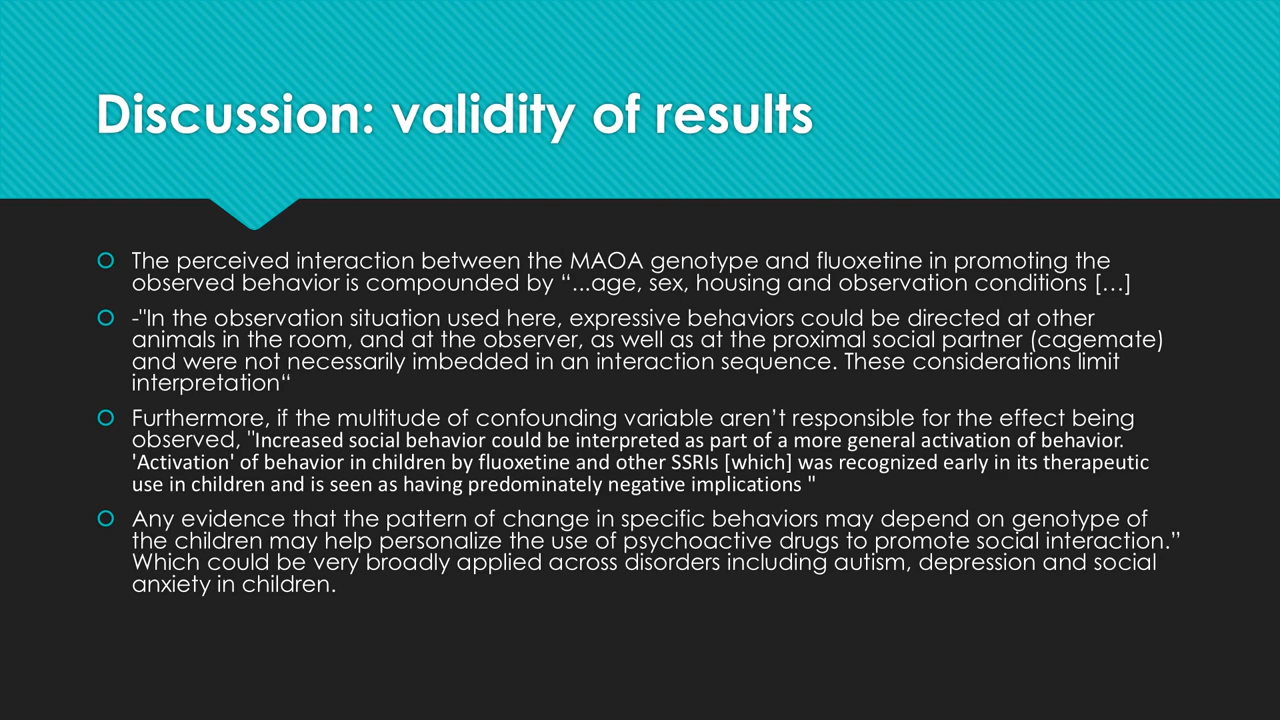 Discussion: validity of results
The perceived interaction between the MAOA genotype and fluoxetine in promoting the
observed behavior is compounded by “...age, sex, housing and observation conditions […]
-"In the observation situation used here, expressive behaviors could be directed at other
animals in the room, and at the observer, as well as at the proximal social partner (cagemate)
and were not necessarily imbedded in an interaction sequence. These considerations limit
interpretation“
Furthermore, if the multitude of confounding variable aren’t responsible for the effect being
observed, "Increased social behavior could be interpreted as part of a more general activation of behavior.
'Activation' of behavior in children by fluoxetine and other SSRIs [which] was recognized early in its therapeutic
use in children and is seen as having predominately negative implications "
Any evidence that the pattern of change in specific behaviors may depend on genotype of
the children may help personalize the use of psychoactive drugs to promote social interaction.”
Which could be very broadly applied across disorders including autism, depression and social
anxiety in children.